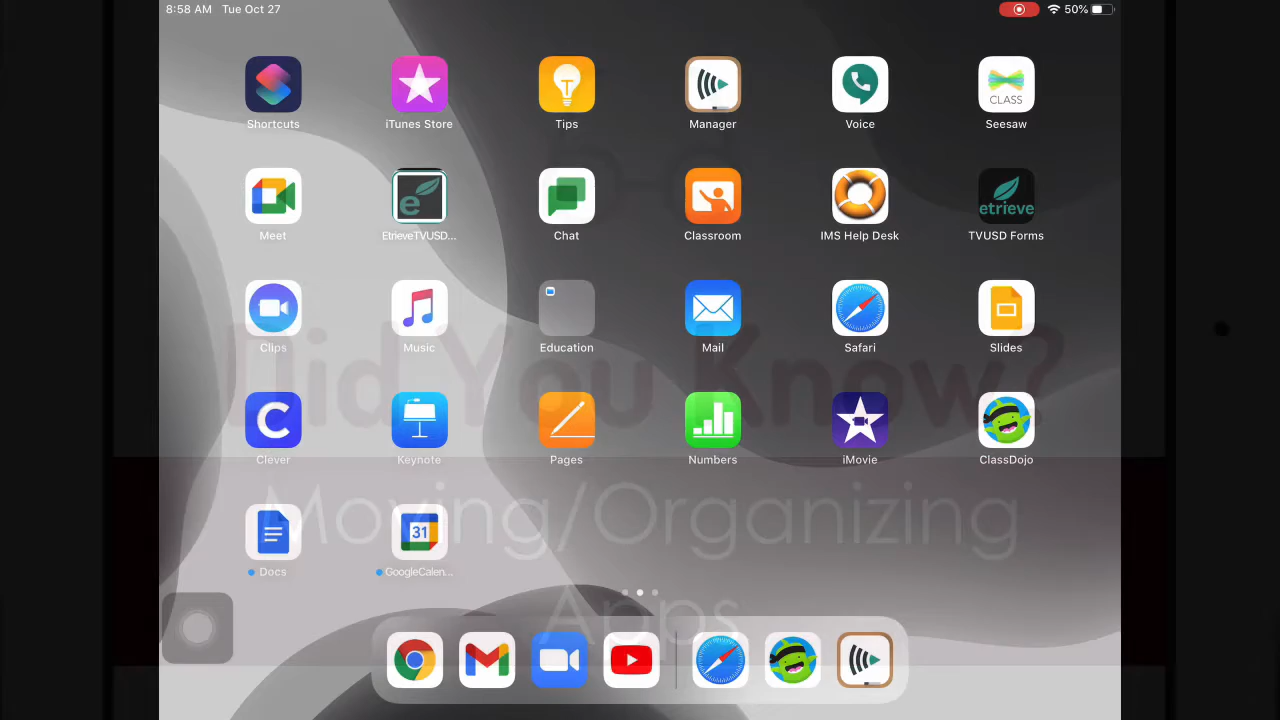 8:58 AM Tue Oct 27
50%
Shortcuts
iTunes Store
Tips
Manager
Voice
CLASS
Seesaw
Meet
EtrieveTVUSD...
Chat
Classroom
IMS Help Desk
etrieve
TVUSD Forms
Clips
Music
Education
Mail
Safari
Slides
Did You Know?
Clever
Keynote
Pages
Numbers
iMovie
ClassDojo
Moving/Organizing
31
Docs
GoogleCalen...
Apps